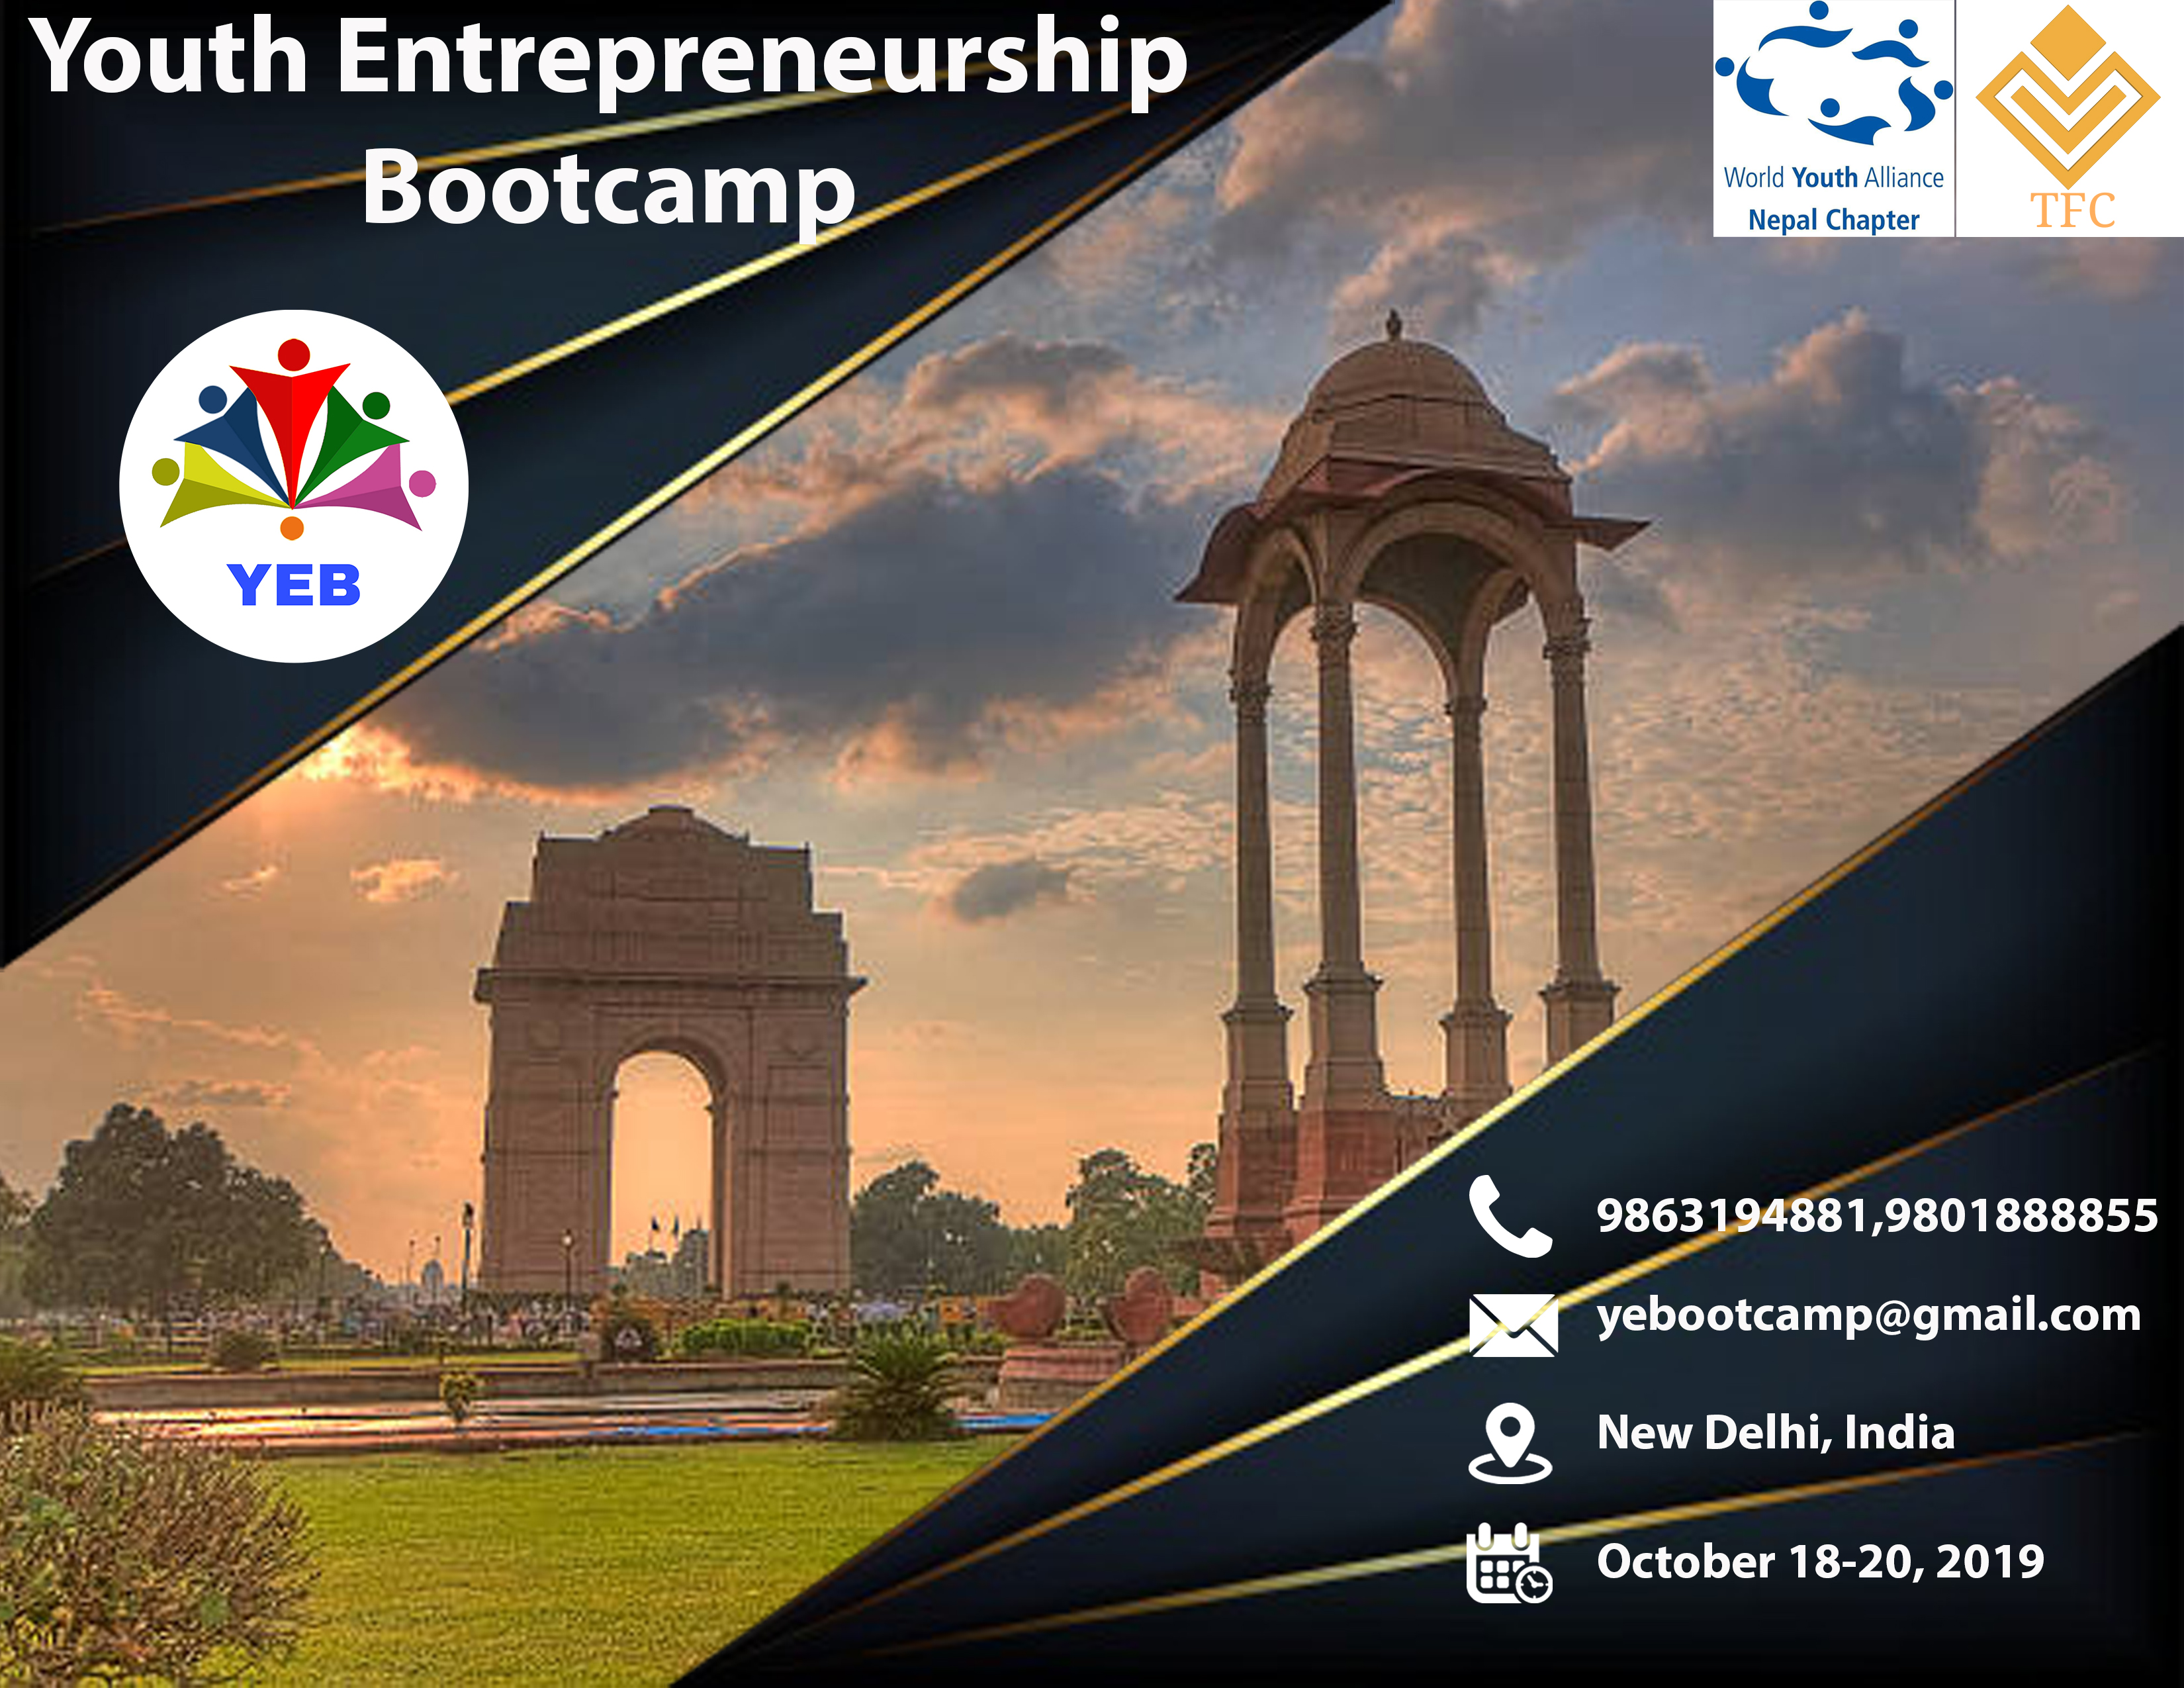 Youth Entrepreneurship
Bootcamp
World Youth Alliance
Nepal Chapter
TFC
YEB
9863194881,9801888855
yebootcamp@gmail.com
New Delhi, India
October 18-20, 2019